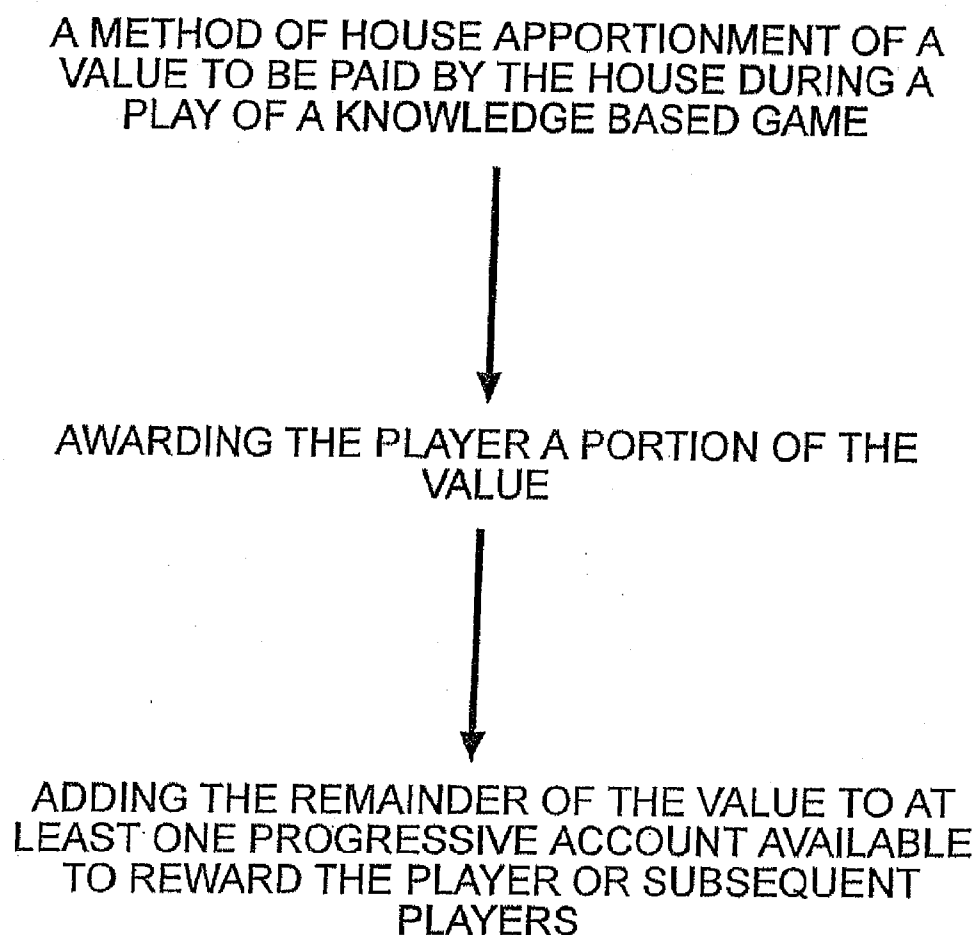 A METHOD OF HOUSE APPORTIONMENT OF A
VALUE TO BE PAID BY THE HOUSE DURING A
PLAY OF A KNOWLEDGE BASED GAME
AWARDING THE PLAYER A PORTION OF THE
VALUE
ADDING THE REMAINDER OF THE VALUE TO AT
LEAST ONE PROGRESSIVE ACCOUNT AVAILABLE
TO REWARD THE PLAYER OR SUBSEQUENT
PLAYERS